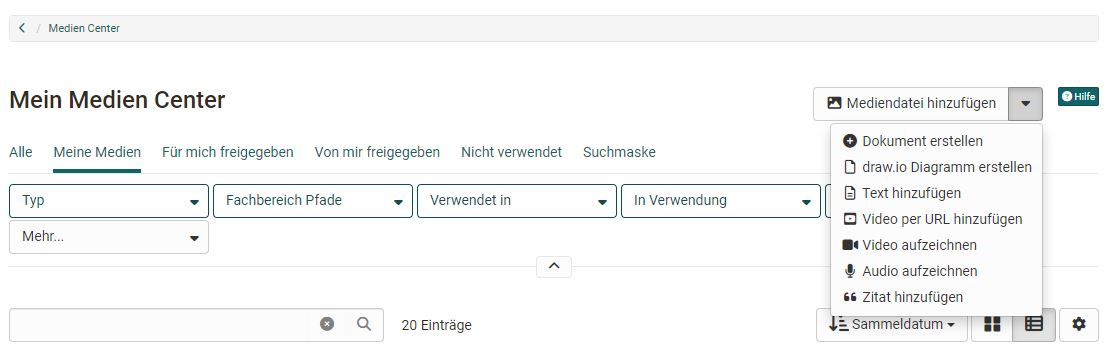 / Medien Center
Mein Medien Center
Mediendatei hinzufügen
Hilfe
Alle Meine Medien Für mich freigegeben Von mir freigegeben Nicht verwendet Suchmaske
Typ Fachbereich Pfade Verwendet in In Verwendung
Mehr...
Dokument erstellen
draw.io Diagramm erstellen
Text hinzufügen
Video per URL hinzufügen
Video aufzeichnen
Audio aufzeichnen
Zitat hinzufügen
20 Einträge
Sammeldatum